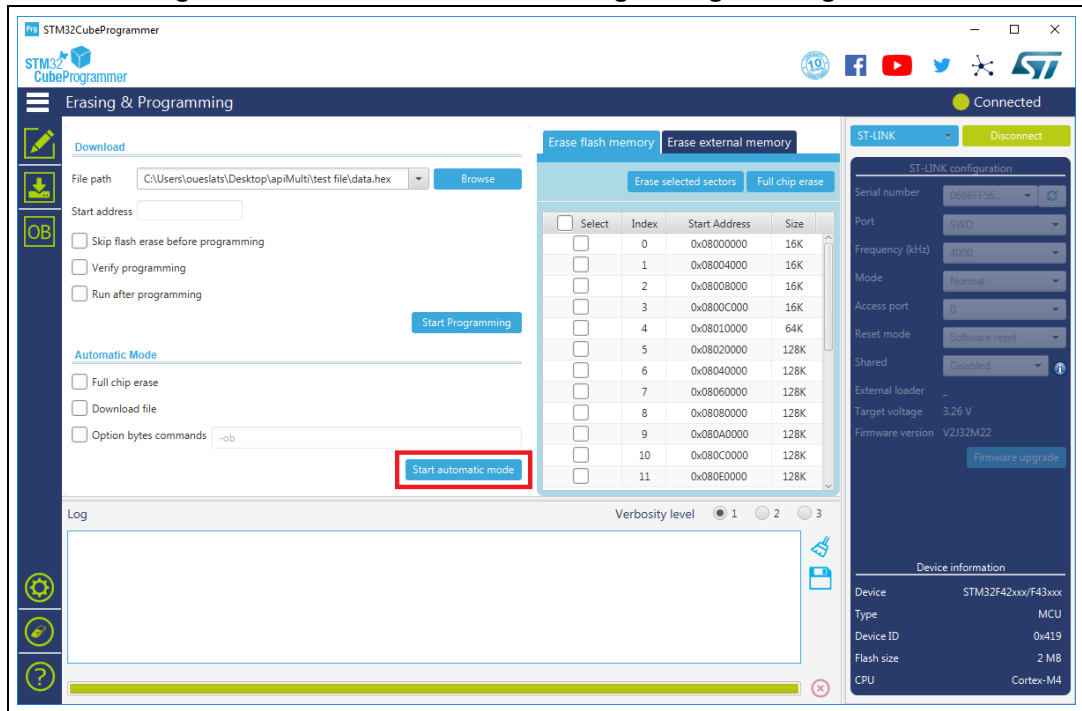 Prg STM32CubeProgrammer
STM32
CubeProgrammer
10
Erasing & Programming
Connected
OB
Download
File path C:\Users\oueslats\Desktop\apiMulti\test file\data.hex Browse
Start address
Skip flash erase before programming
Verify programming
Run after programming
Start Programming
Automatic Mode
Full chip erase
Download file
Option bytes commands -ob
Start automatic mode
Erase flash memory Erase external memory
Erase selected sectors Full chip erase
Select Index Start Address Size
0 0x08000000 16K
1 0x08004000 16K
2 0x08008000 16K
3 0x0800C000 16K
4 0x08010000 64K
5 0x08020000 128K
6 0x08040000 128K
7 0x08060000 128K
8 0x08080000 128K
9 0x080A0000 128K
10 0x080C0000 128K
11 0x080E0000 128K
Log Verbosity level 1 2 3
ST-LINK Disconnect
ST-LINK configuration
Serial number 0668FF56...
Port SWD
Frequency (kHz) 4000
Mode Normal
Access port 0
Reset mode Software reset
Shared Disabled
External loader _
Target voltage 3.26 V
Firmware version V2J32M22
Firmware upgrade
Device information
Device STM32F42xxx/F43xxx
Type MCU
Device ID 0x419
Flash size 2 MB
CPU Cortex-M4